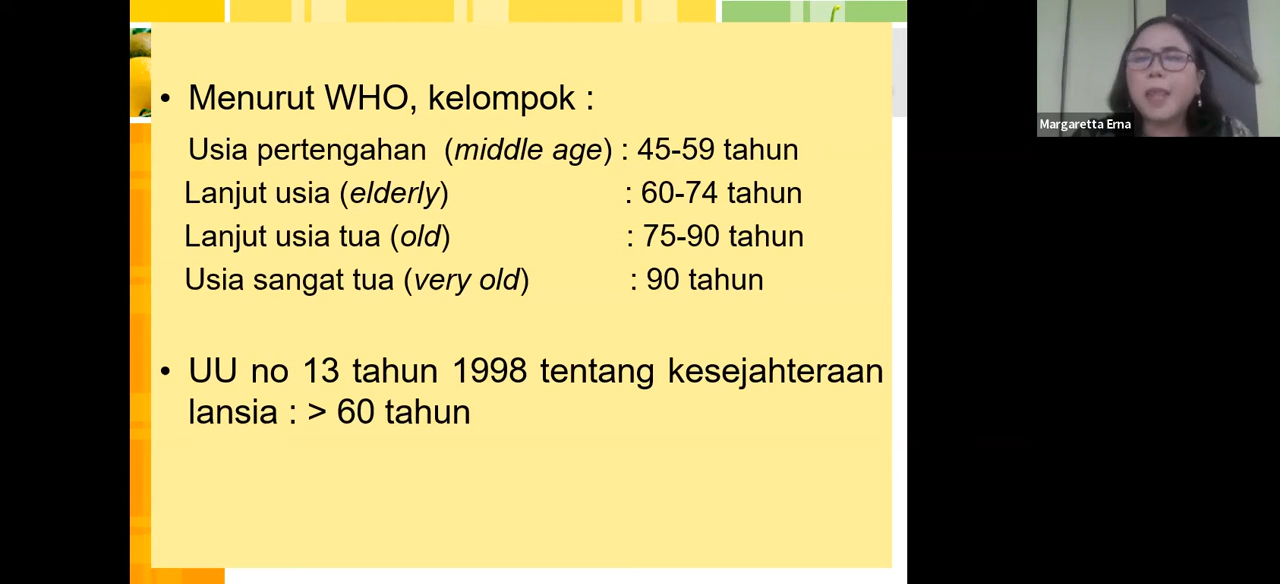 • Menurut WHO, kelompok :
Usia pertengahan (middle age) : 45-59 tahun
Lanjut usia (elderly) : 60-74 tahun
Lanjut usia tua (old) : 75-90 tahun
Usia sangat tua (very old) : 90 tahun
• UU no 13 tahun 1998 tentang kesejahteraan
lansia : > 60 tahun
Margaretta Erna